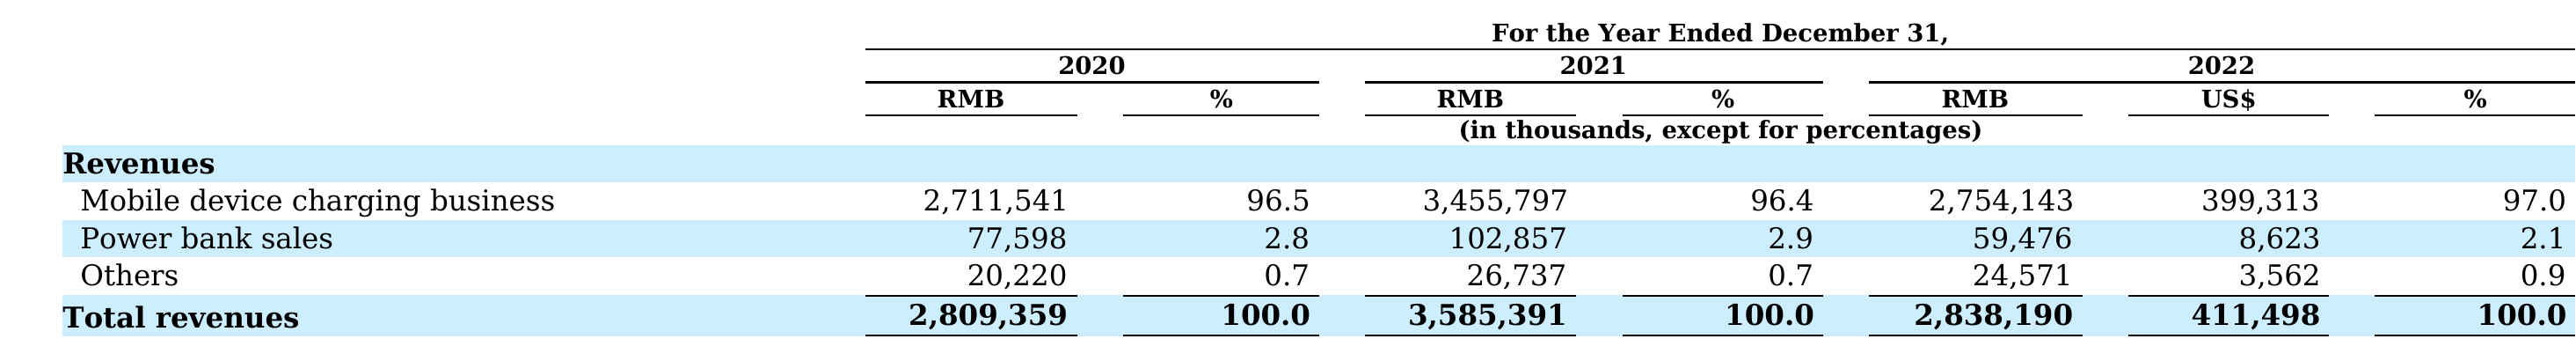 For the Year Ended December 31,
2020 2021 2022
RMB % RMB % RMB US$ %
(in thousands, except for percentages)
Revenues
Mobile device charging business 2,711,541 96.5 3,455,797 96.4 2,754,143 399,313 97.0
Power bank sales 77,598 2.8 102,857 2.9 59,476 8,623 2.1
Others 20,220 0.7 26,737 0.7 24,571 3,562 0.9
Total revenues 2,809,359 100.0 3,585,391 100.0 2,838,190 411,498 100.0